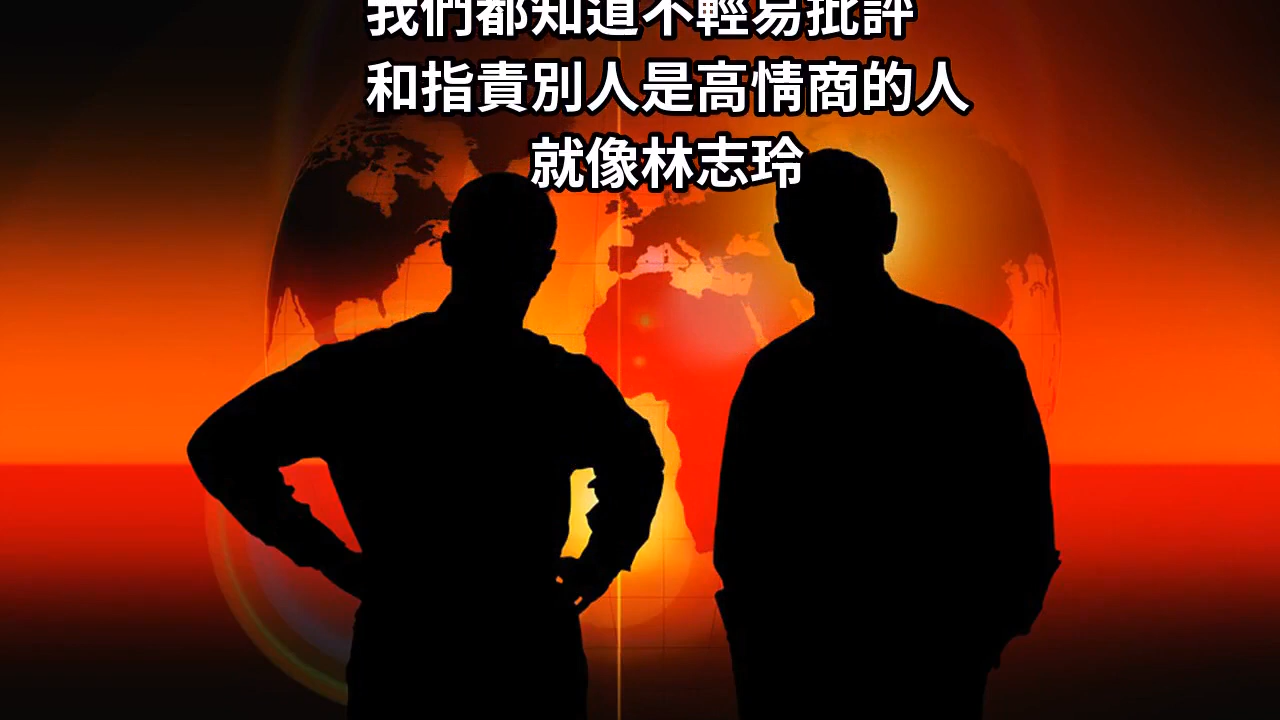 我們都知道不輕易批評
和指責別人是高情商的人
就像林志玲